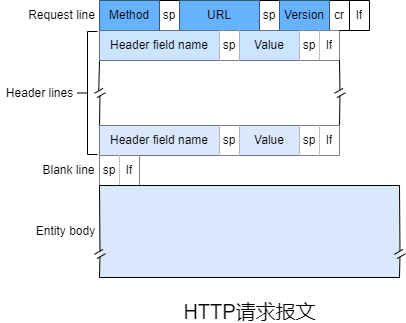 Request line Method sp URL sp Version cr lf
Header field name sp Value sp lf
Header lines
Header field name sp Value sp lf
Blank line sp lf
Entity body
HTTP请求报文